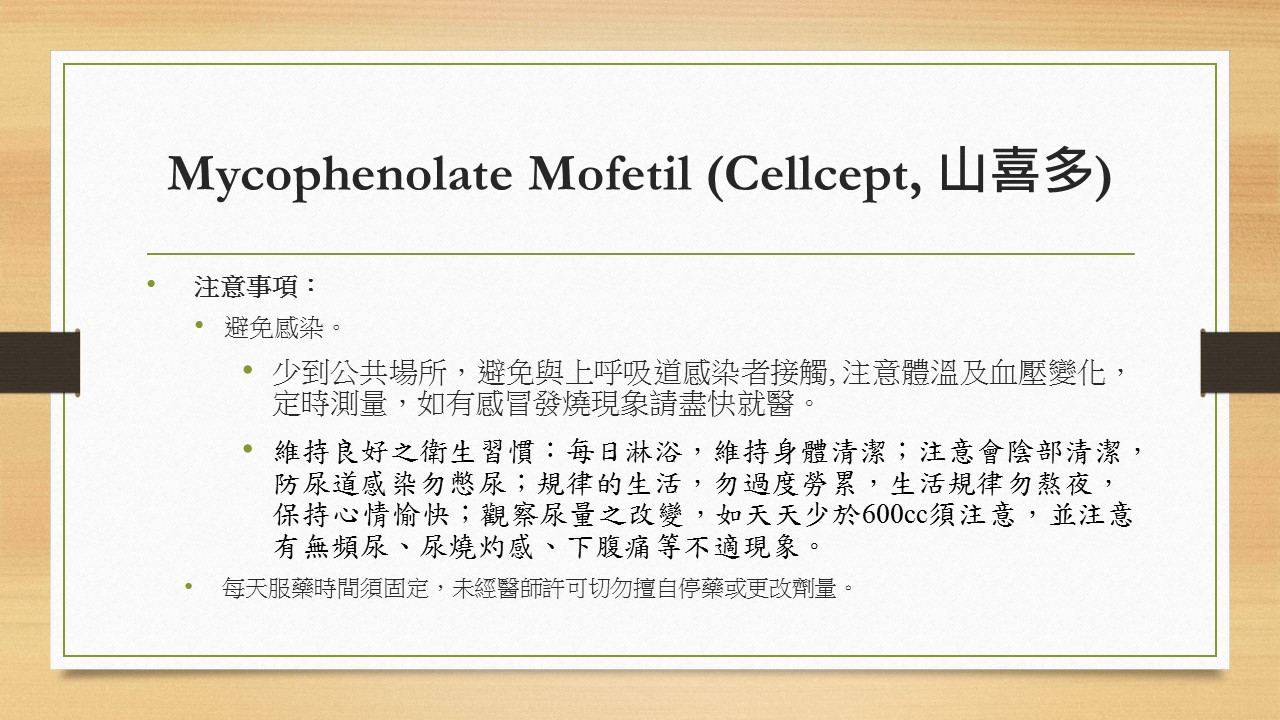 Mycophenolate Mofetil (Cellcept, 山喜多)
• 注意事項：
• 避免感染。
• 少到公共場所，避免與上呼吸道感染者接觸, 注意體溫及血壓變化，
定時測量，如有感冒發燒現象請盡快就醫。
• 維持良好之衛生習慣：每日淋浴，維持身體清潔；注意會陰部清潔，
防尿道感染勿憋尿；規律的生活，勿過度勞累，生活規律勿熬夜，
保持心情愉快；觀察尿量之改變，如天天少於600cc須注意，並注意
有無頻尿、尿燒灼感、下腹痛等不適現象。
• 每天服藥時間須固定，未經醫師許可切勿擅自停藥或更改劑量。